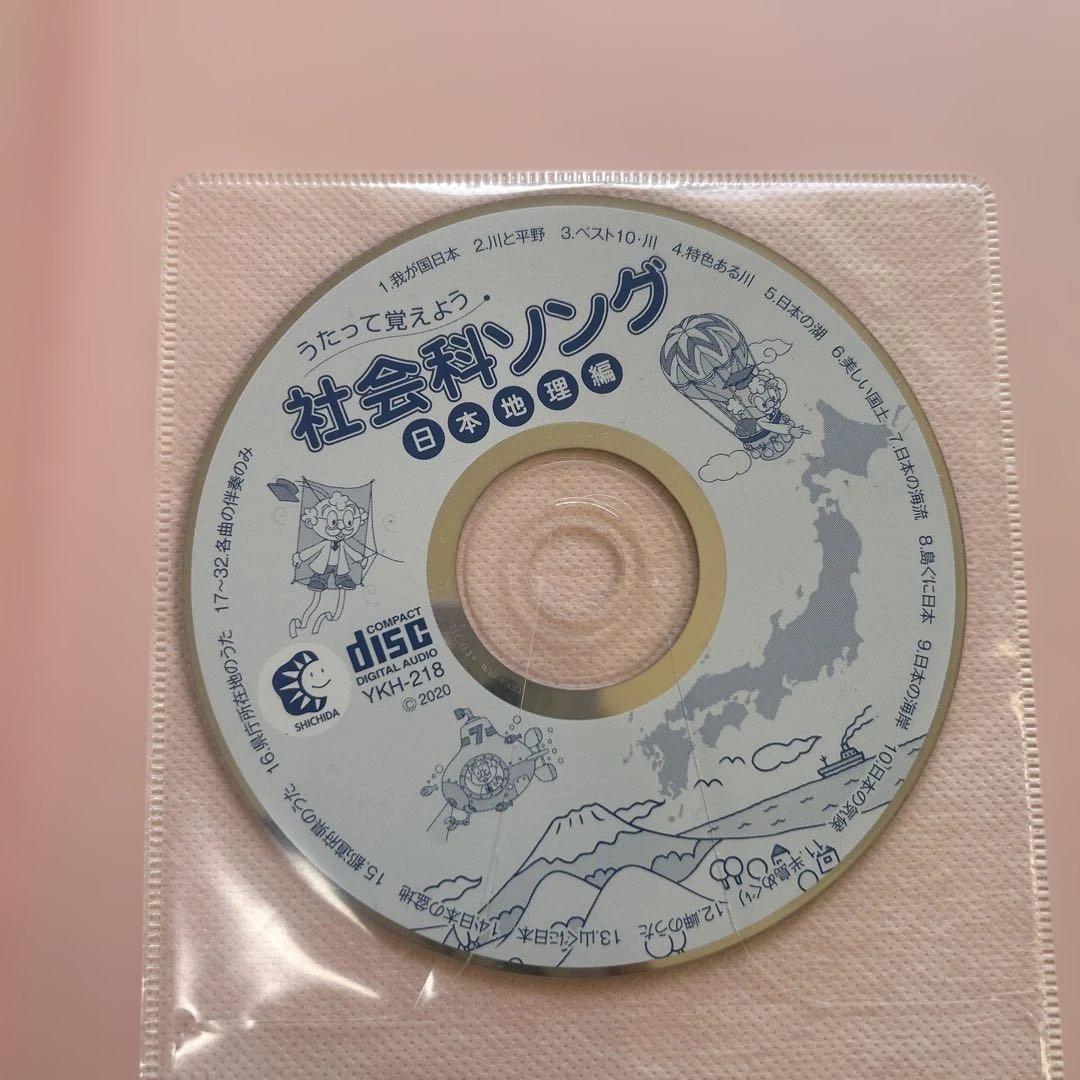 うたって覚えよう
社会科ソング
日本地理編
1.我が国日本 2.川と平野 3.ベスト10・川 4.特色ある川 5.日本の湖 6.美しい国土 7.日本の海流 8.島ぐに日本 9.日本の海岸 10.日本の気候 11.半島めぐり 12.岬のうた 13.山ぐに日本 14.日本の盆地 15.都道府県のうた 16.県庁所在地のうた 17〜32.各曲の伴奏のみ
COMPACT
disc
DIGITAL AUDIO
YKH-218
©2020
SHICHIDA
7